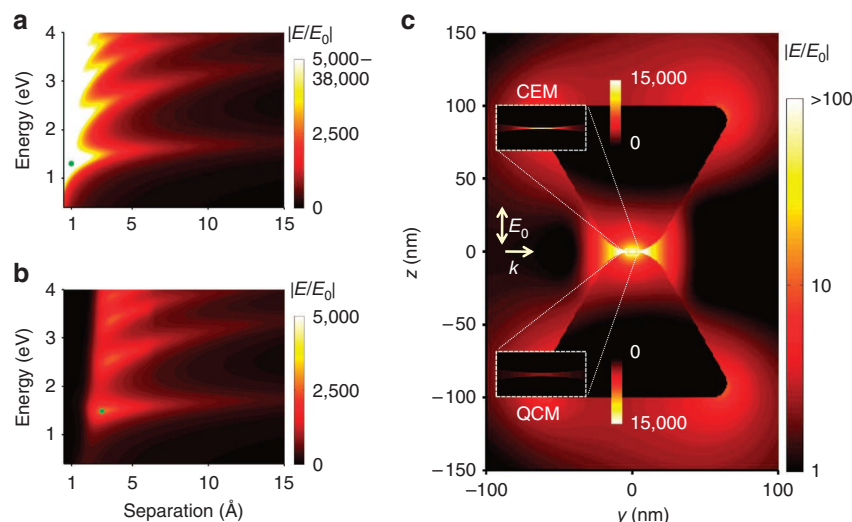 a
|E/E0|
Energy (eV)
4
3
2
1
1
5
10
15
5,000–
38,000
2,500
0
b
|E/E0|
Energy (eV)
4
3
2
1
1
5
10
15
Separation (Å)
5,000
2,500
0
c
|E/E0|
z (nm)
150
100
50
0
−50
−100
−150
−100
0
100
y (nm)
CEM
15,000
0
E0
k
0
15,000
QCM
>100
10
1